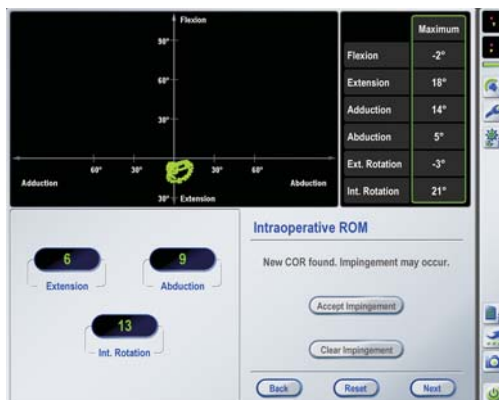 Flexion
90°
60°
30°
60° 30° 30° 60°
Adduction Abduction
30° Extension
Maximum
Flexion -2°
Extension 18°
Adduction 14°
Abduction 5°
Ext. Rotation -3°
Int. Rotation 21°
6 9
Extension Abduction
13
Int. Rotation
Intraoperative ROM
New COR found. Impingement may occur.
Accept Impingement
Clear Impingement
Back Reset Next